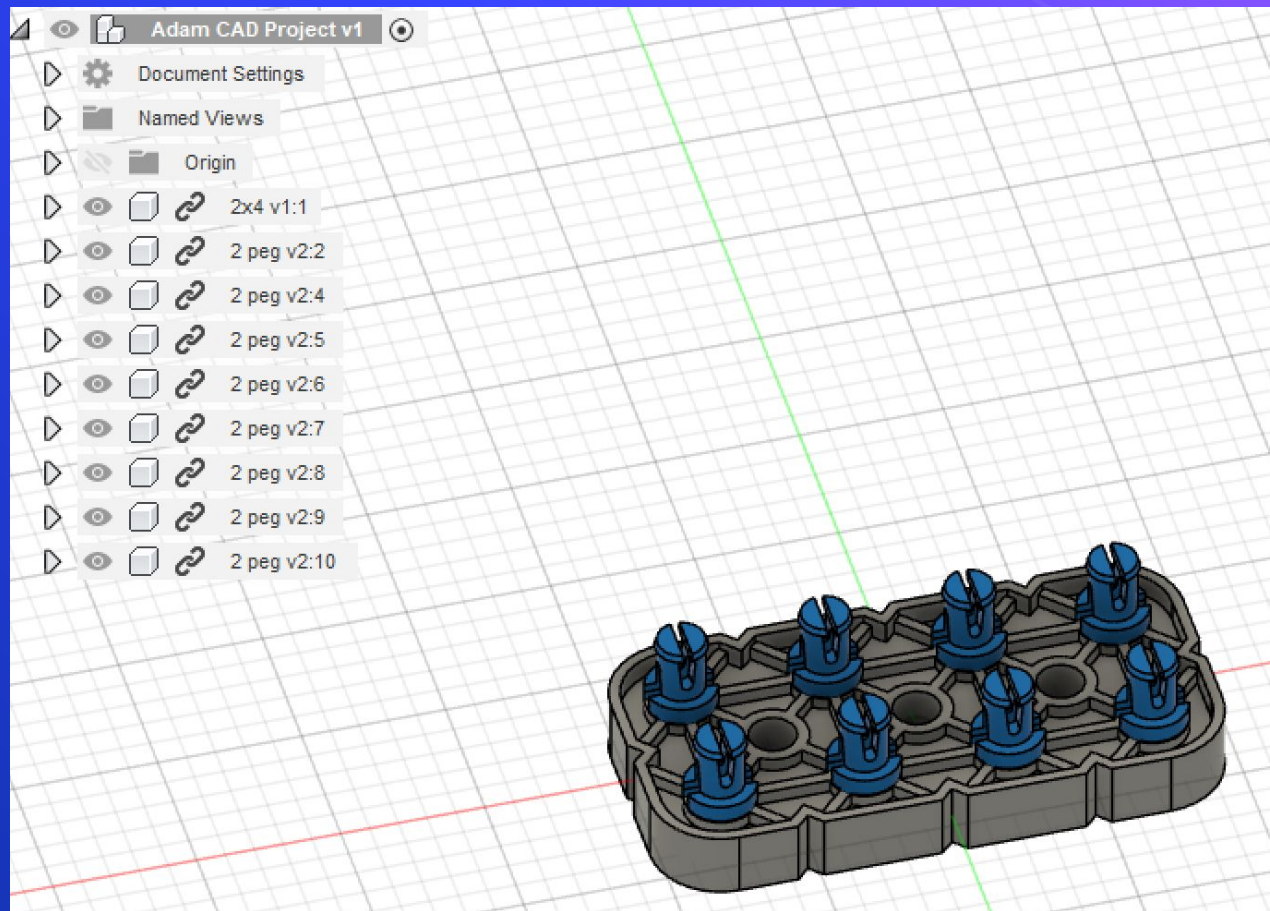 Adam CAD Project v1
Document Settings
Named Views
Origin
2x4 v1:1
2 peg v2:2
2 peg v2:4
2 peg v2:5
2 peg v2:6
2 peg v2:7
2 peg v2:8
2 peg v2:9
2 peg v2:10